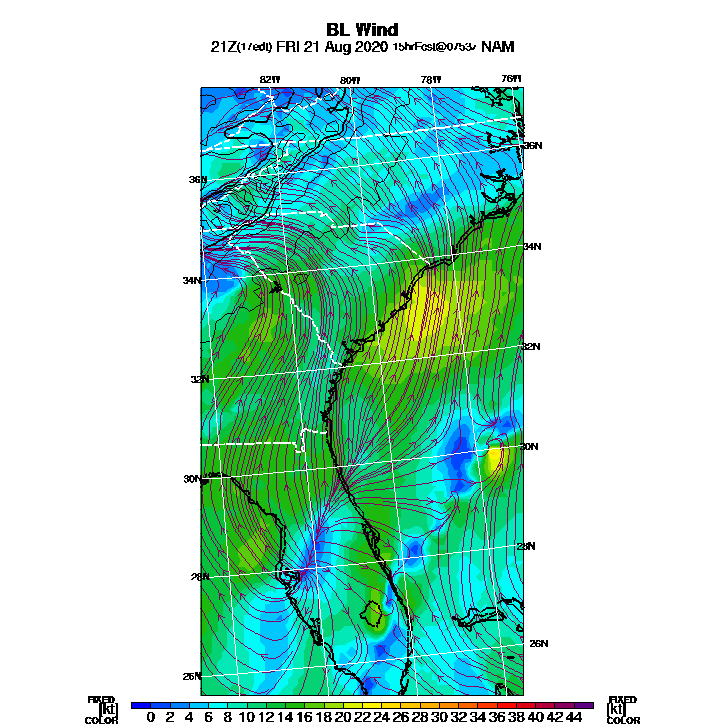 BL Wind
21Z(17edt) FRI 21 Aug 2020 15hrFcst@0753z NAM
82W 80W 78W 76W
36N
36N
34N
34N
32N
32N
30N
30N
28N
28N
26N
26N
FIXED FIXED
[kt] 0 2 4 6 8 10 12 14 16 18 20 22 24 26 28 30 32 34 36 38 40 42 44 [kt]
COLOR COLOR